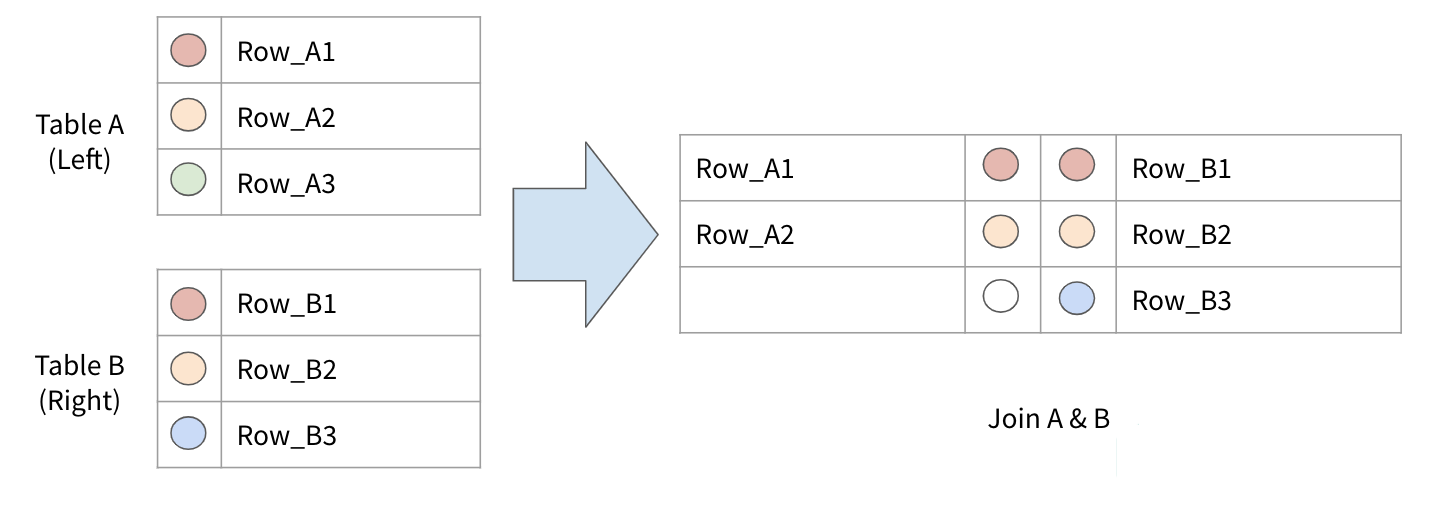 Table A
(Left)
Row_A1
Row_A2
Row_A3
Table B
(Right)
Row_B1
Row_B2
Row_B3
Row_A1
Row_B1
Row_A2
Row_B2
Row_B3
Join A & B